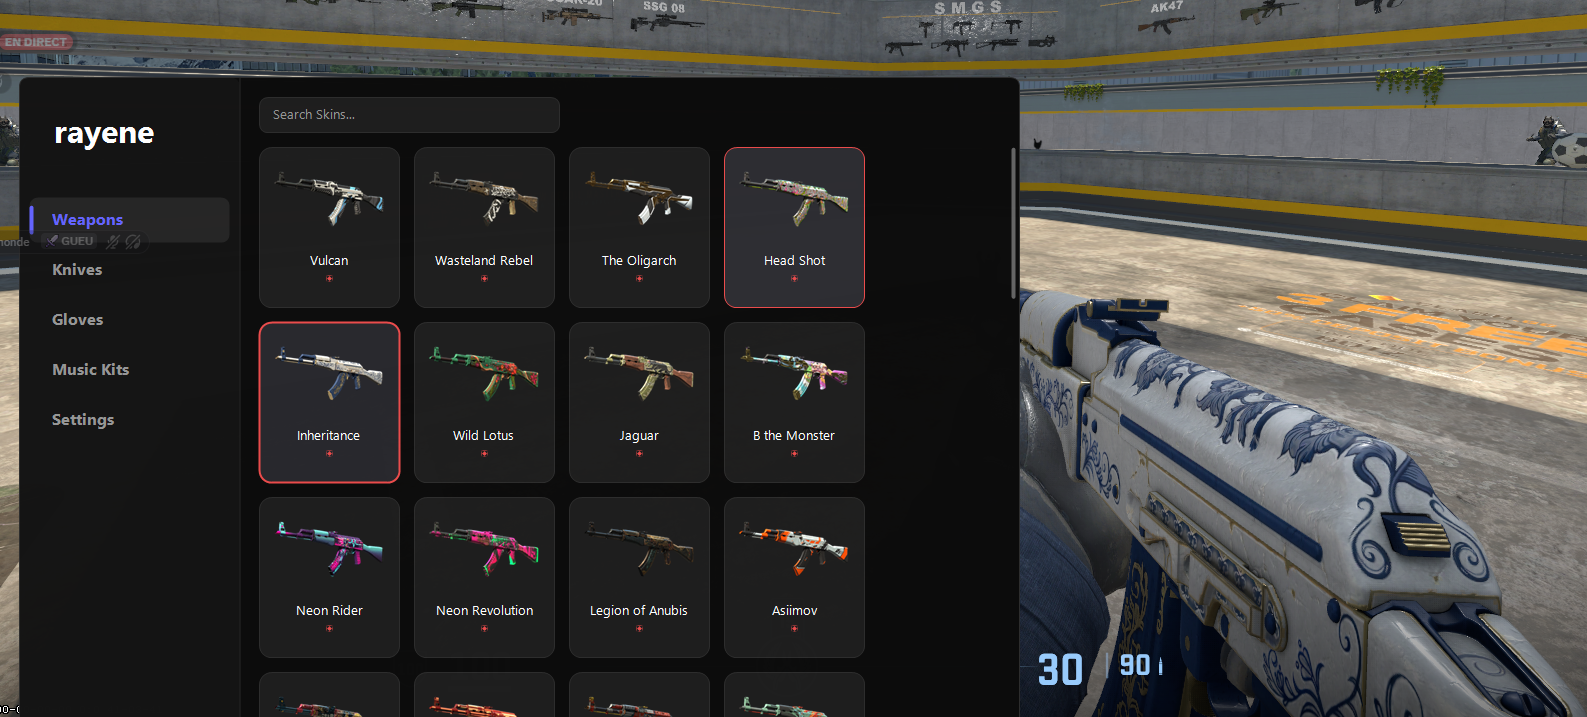 SSG 08
SMGS
AK47
EN DIRECT
Search Skins...
rayene
Weapons
GUEU
Knives
Gloves
Music Kits
Settings
Vulcan
Wasteland Rebel
The Oligarch
Head Shot
Inheritance
Wild Lotus
Jaguar
B the Monster
Neon Rider
Neon Revolution
Legion of Anubis
Asiimov
30
90